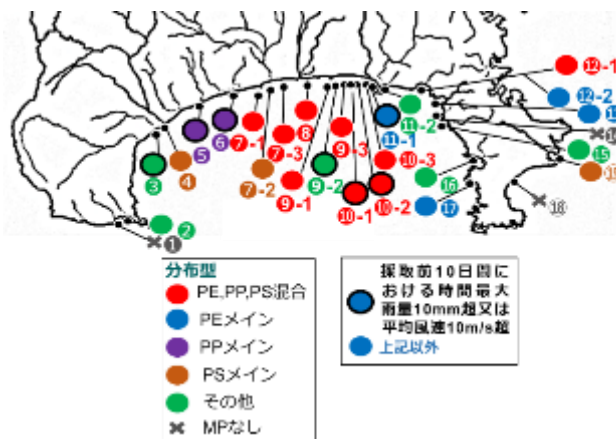 ⑫-1
⑫-2
⑪-2
⑪-1
⑮
⑯
⑰
⑱
③
④
⑤
⑥
⑦-1
⑦-3
⑧
⑨-3
⑦-2
⑨-2
⑨-1
⑩-3
⑩-1
⑩-2
②
①
分布型
PE,PP,PS混合
PEメイン
PPメイン
PSメイン
その他
MPなし
採取前10日間に
おける時間最大
雨量10mm超又は
平均風速10m/s超
上記以外